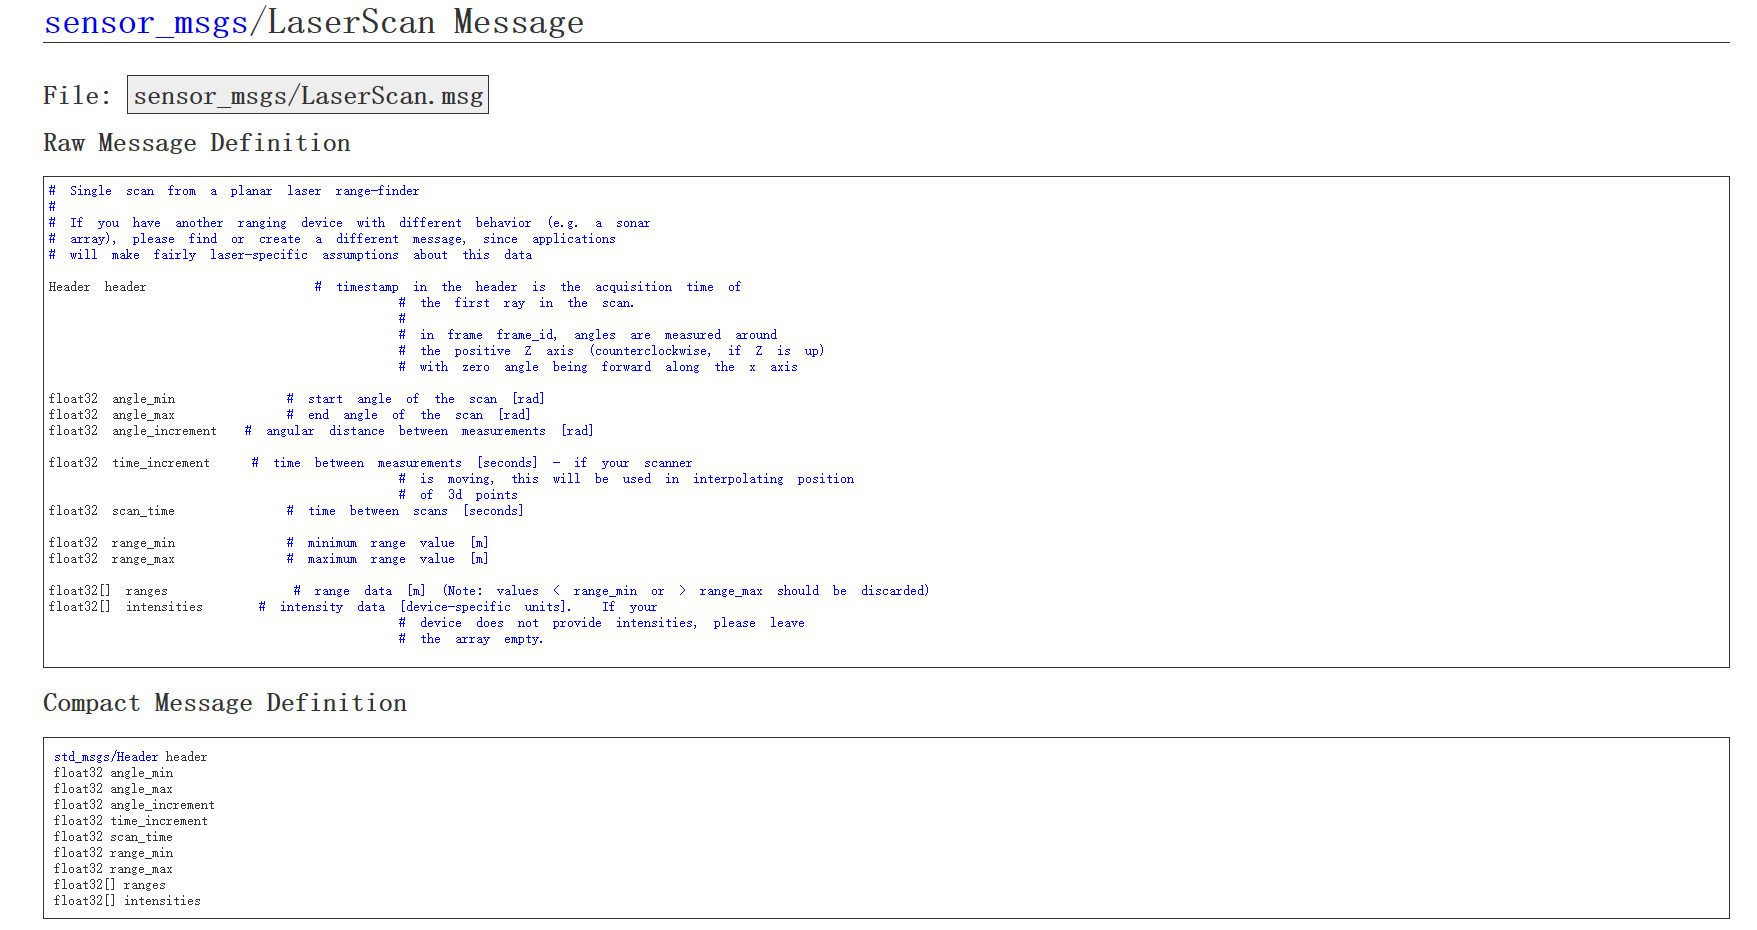 sensor_msgs/LaserScan Message
File: sensor_msgs/LaserScan.msg
Raw Message Definition
# Single scan from a planar laser range-finder
#
# If you have another ranging device with different behavior (e.g. a sonar
# array), please find or create a different message, since applications
# will make fairly laser-specific assumptions about this data
Header header # timestamp in the header is the acquisition time of
# the first ray in the scan.
#
# in frame frame_id, angles are measured around
# the positive Z axis (counterclockwise, if Z is up)
# with zero angle being forward along the x axis
float32 angle_min # start angle of the scan [rad]
float32 angle_max # end angle of the scan [rad]
float32 angle_increment # angular distance between measurements [rad]
float32 time_increment # time between measurements [seconds] - if your scanner
# is moving, this will be used in interpolating position
# of 3d points
float32 scan_time # time between scans [seconds]
float32 range_min # minimum range value [m]
float32 range_max # maximum range value [m]
float32[] ranges # range data [m] (Note: values < range_min or > range_max should be discarded)
float32[] intensities # intensity data [device-specific units]. If your
# device does not provide intensities, please leave
# the array empty.
Compact Message Definition
std_msgs/Header header
float32 angle_min
float32 angle_max
float32 angle_increment
float32 time_increment
float32 scan_time
float32 range_min
float32 range_max
float32[] ranges
float32[] intensities